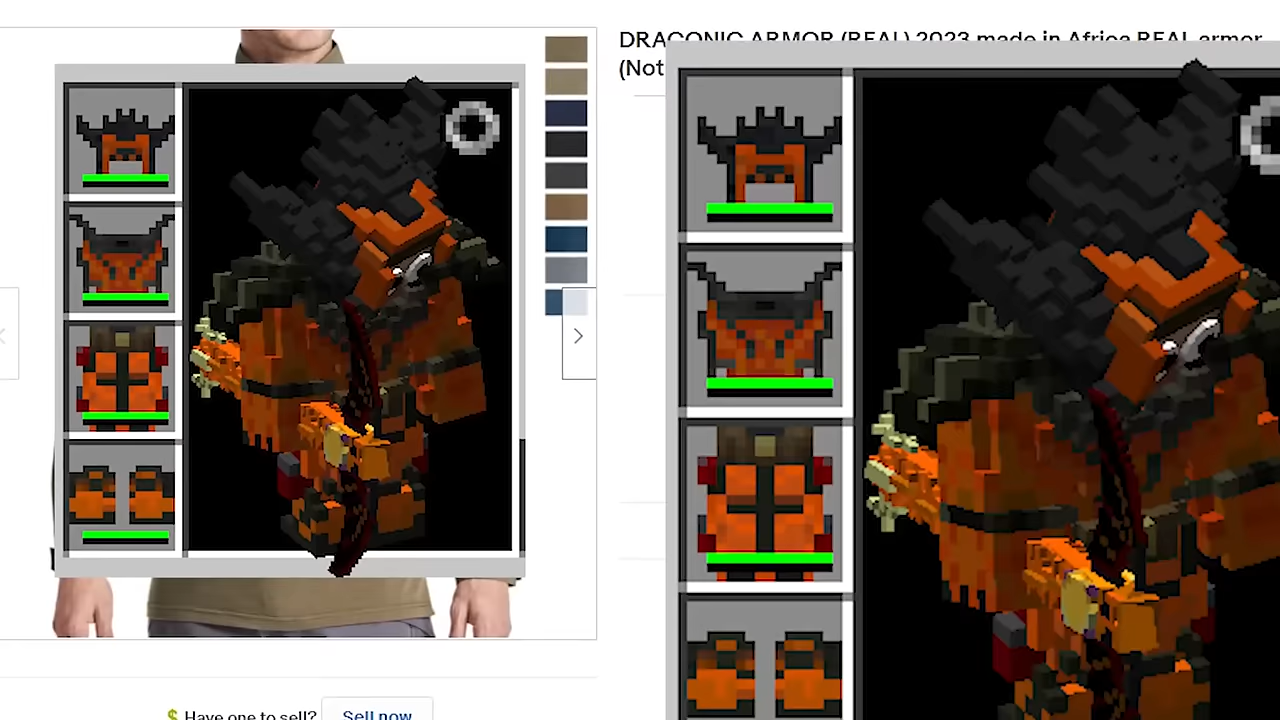 DRACONIC ARMOR (REAL) 2023 made in Africa REAL armor
(Not
$ Have one to sell?
Sell now